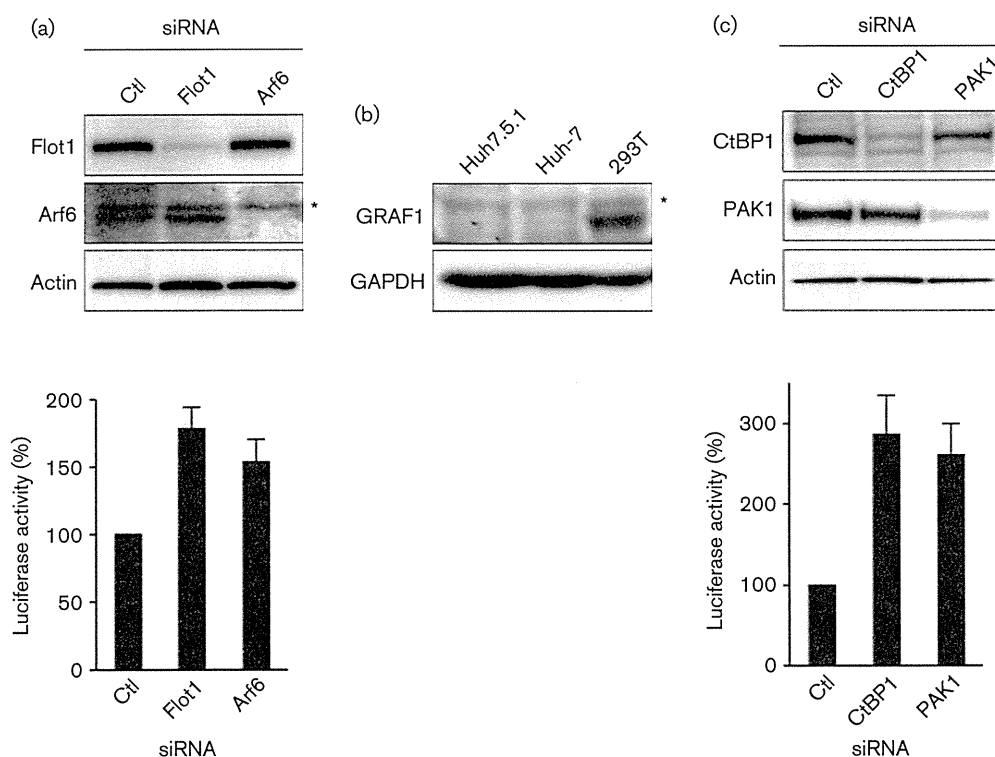 (a)
siRNA
Ctl Flot1 Arf6
Flot1
Arf6 *
Actin
200
150
100
50
0
Luciferase activity (%)
Ctl Flot1 Arf6
siRNA
(b)
Huh7.5.1 Huh-7 293T
GRAF1 *
GAPDH
(c)
siRNA
Ctl CtBP1 PAK1
CtBP1
PAK1
Actin
300
200
100
0
Luciferase activity (%)
Ctl CtBP1 PAK1
siRNA